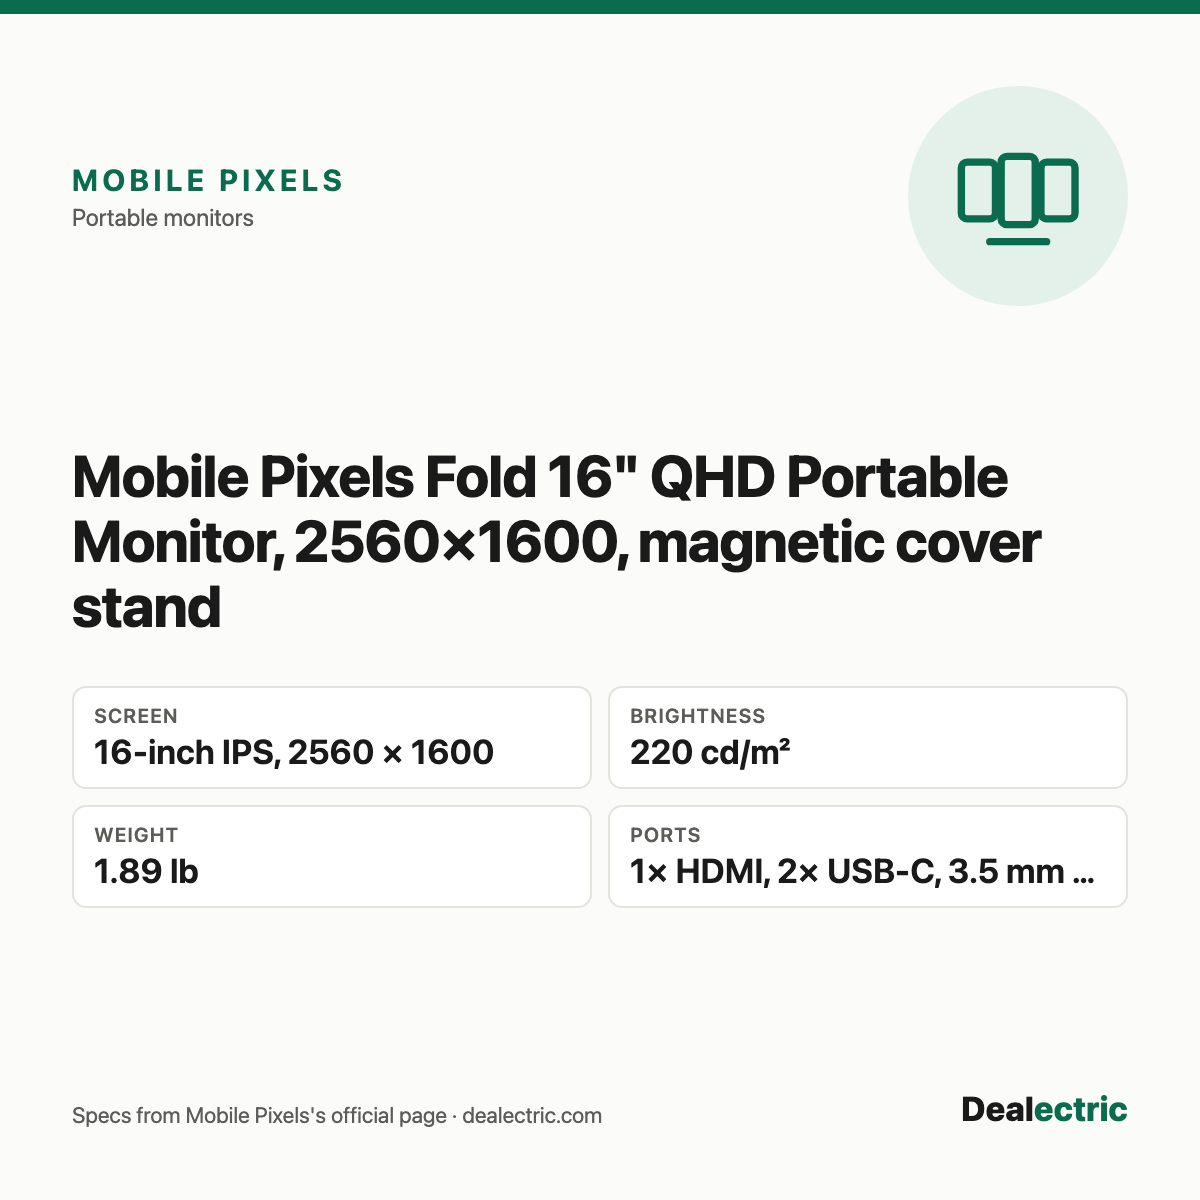 MOBILE PIXELS
Portable monitors
Mobile Pixels Fold 16" QHD Portable
Monitor, 2560×1600, magnetic cover
stand
SCREEN
16-inch IPS, 2560 × 1600
BRIGHTNESS
220 cd/m²
WEIGHT
1.89 lb
PORTS
1× HDMI, 2× USB-C, 3.5 mm ...
Specs from Mobile Pixels's official page · dealectric.com
Dealectric